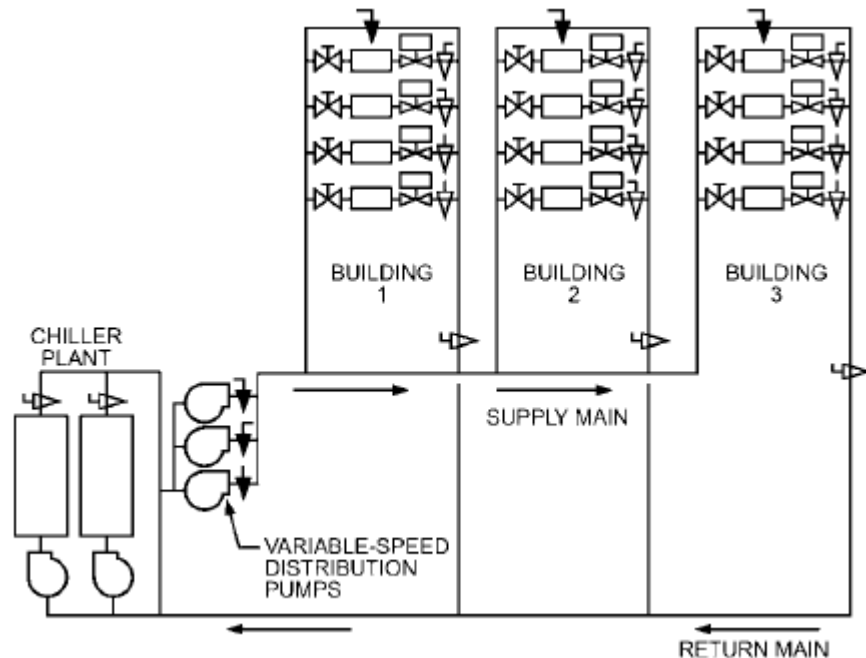 BUILDING
1
BUILDING
2
BUILDING
3
CHILLER
PLANT
SUPPLY MAIN
VARIABLE-SPEED
DISTRIBUTION
PUMPS
RETURN MAIN